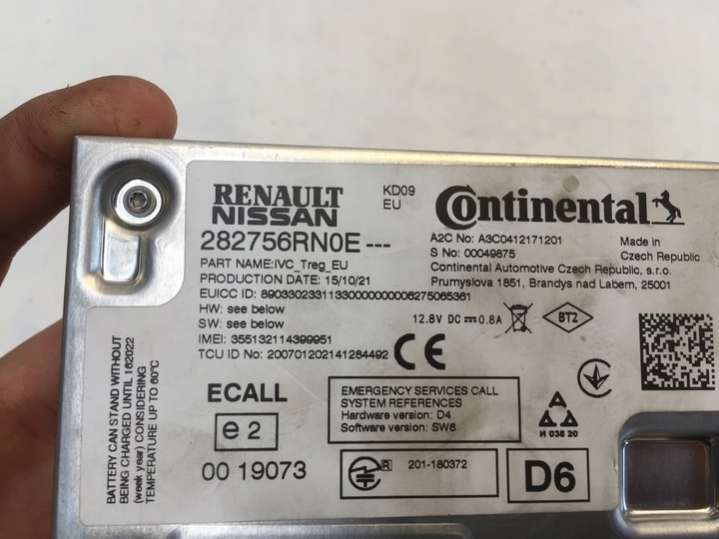 RENAULT
NISSAN
KD09
EU
Continental
282756RN0E---
A2C No: A3C0412171201
S No: 00049875
Made in
Czech Republic
PART NAME:IVC_Treg_EU
Continental Automotive Czech Republic, s.r.o.
PRODUCTION DATE: 15/10/21
Prumyslova 1851, Brandys nad Labem, 25001
EUICC ID: 89033023311330000000006275065361
HW: see below
SW: see below
12.8V DC 0.8A
BT2
IMEI: 355132114399951
TCU ID No: 200701202141284492
CE
BATTERY CAN STAND WITHOUT
BEING CHARGED UNTIL 162022
(week year) CONSIDERING
TEMPERATURE UP TO 60°C
ECALL
e2
00 19073
EMERGENCY SERVICES CALL
SYSTEM REFERENCES
Hardware version: D4
Software version: SW6
R
201-180372
D6
И 036 20